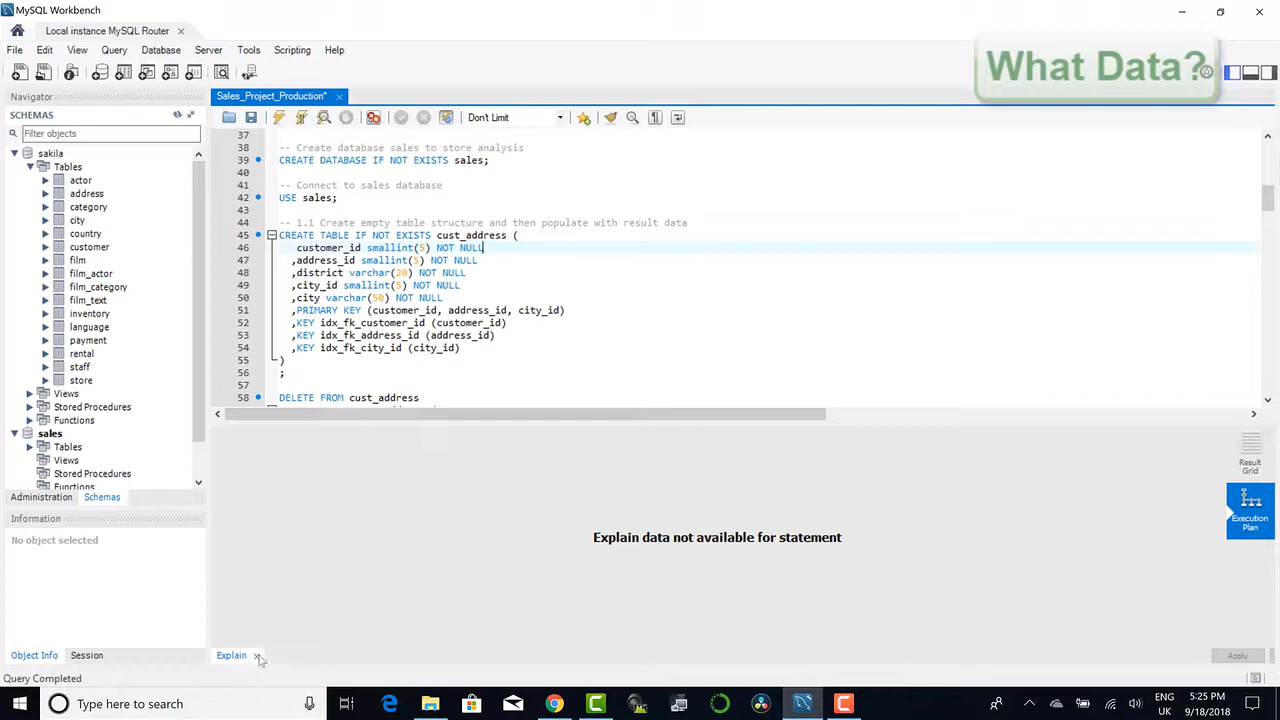 MySQL Workbench
Local instance MySQL Router
File Edit View Query Database Server Tools Scripting Help
What Data?
Navigator
SCHEMAS
Filter objects
sakila
Tables
actor
address
category
city
country
customer
film
film_actor
film_category
film_text
inventory
language
payment
rental
staff
store
Views
Stored Procedures
Functions
sales
Tables
Views
Stored Procedures
Functions
Administration Schemas
Information
No object selected
Object Info Session
Query Completed
Sales_Project_Production*
Don't Limit
37
38 -- Create database sales to store analysis
39 CREATE DATABASE IF NOT EXISTS sales;
40
41 -- Connect to sales database
42 USE sales;
43
44 -- 1.1 Create empty table structure and then populate with result data
45 CREATE TABLE IF NOT EXISTS cust_address (
46 customer_id smallint(5) NOT NULL
47 ,address_id smallint(5) NOT NULL
48 ,district varchar(20) NOT NULL
49 ,city_id smallint(5) NOT NULL
50 ,city varchar(50) NOT NULL
51 ,PRIMARY KEY (customer_id, address_id, city_id)
52 ,KEY idx_fk_customer_id (customer_id)
53 ,KEY idx_fk_address_id (address_id)
54 ,KEY idx_fk_city_id (city_id)
55 )
56 ;
57
58 DELETE FROM cust_address
Explain data not available for statement
Result
Grid
Execution
Plan
Explain
Apply
Type here to search
ENG
UK
5:25 PM
9/18/2018